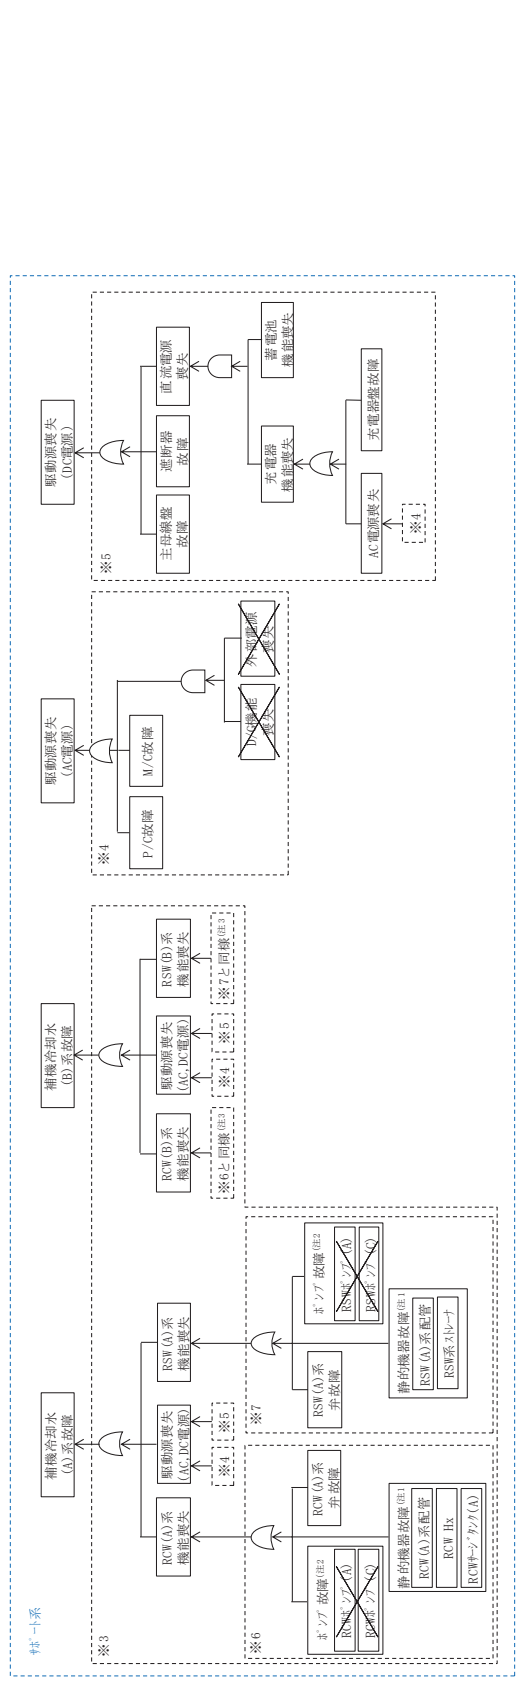 ｻﾎﾟｰﾄ系
※3
補機冷却水
(A)系故障
RCW(A)系
機能喪失
駆動源喪失
(AC,DC電源)
※4
※5
RSW(A)系
機能喪失
※6
ﾎﾟﾝﾌﾟ故障(注2
RCWﾎﾟﾝﾌﾟ(A)
RCWﾎﾟﾝﾌﾟ(C)
RCW(A)系
弁故障
静的機器故障(注1
RCW(A)系配管
RCW Hx
RCWｻｰｼﾞﾀﾝｸ(A)
※7
RSW(A)系
弁故障
ﾎﾟﾝﾌﾟ故障(注2
RSWﾎﾟﾝﾌﾟ(A)
RSWﾎﾟﾝﾌﾟ(C)
静的機器故障(注1
RSW(A)系配管
RSW系ｽﾄﾚｰﾅ
補機冷却水
(B)系故障
RCW(B)系
機能喪失
※6と同様(注3
駆動源喪失
(AC,DC電源)
※4
※5
RSW(B)系
機能喪失
※7と同様(注3
駆動源喪失
(AC電源)
※4
P/C故障
M/C故障
D/G機能
喪失
外部電源
喪失
駆動源喪失
(DC電源)
※5
主母線盤
故障
遮断器
故障
直流電源
喪失
充電器
機能喪失
蓄電池
機能喪失
AC電源喪失
※4
充電器盤故障